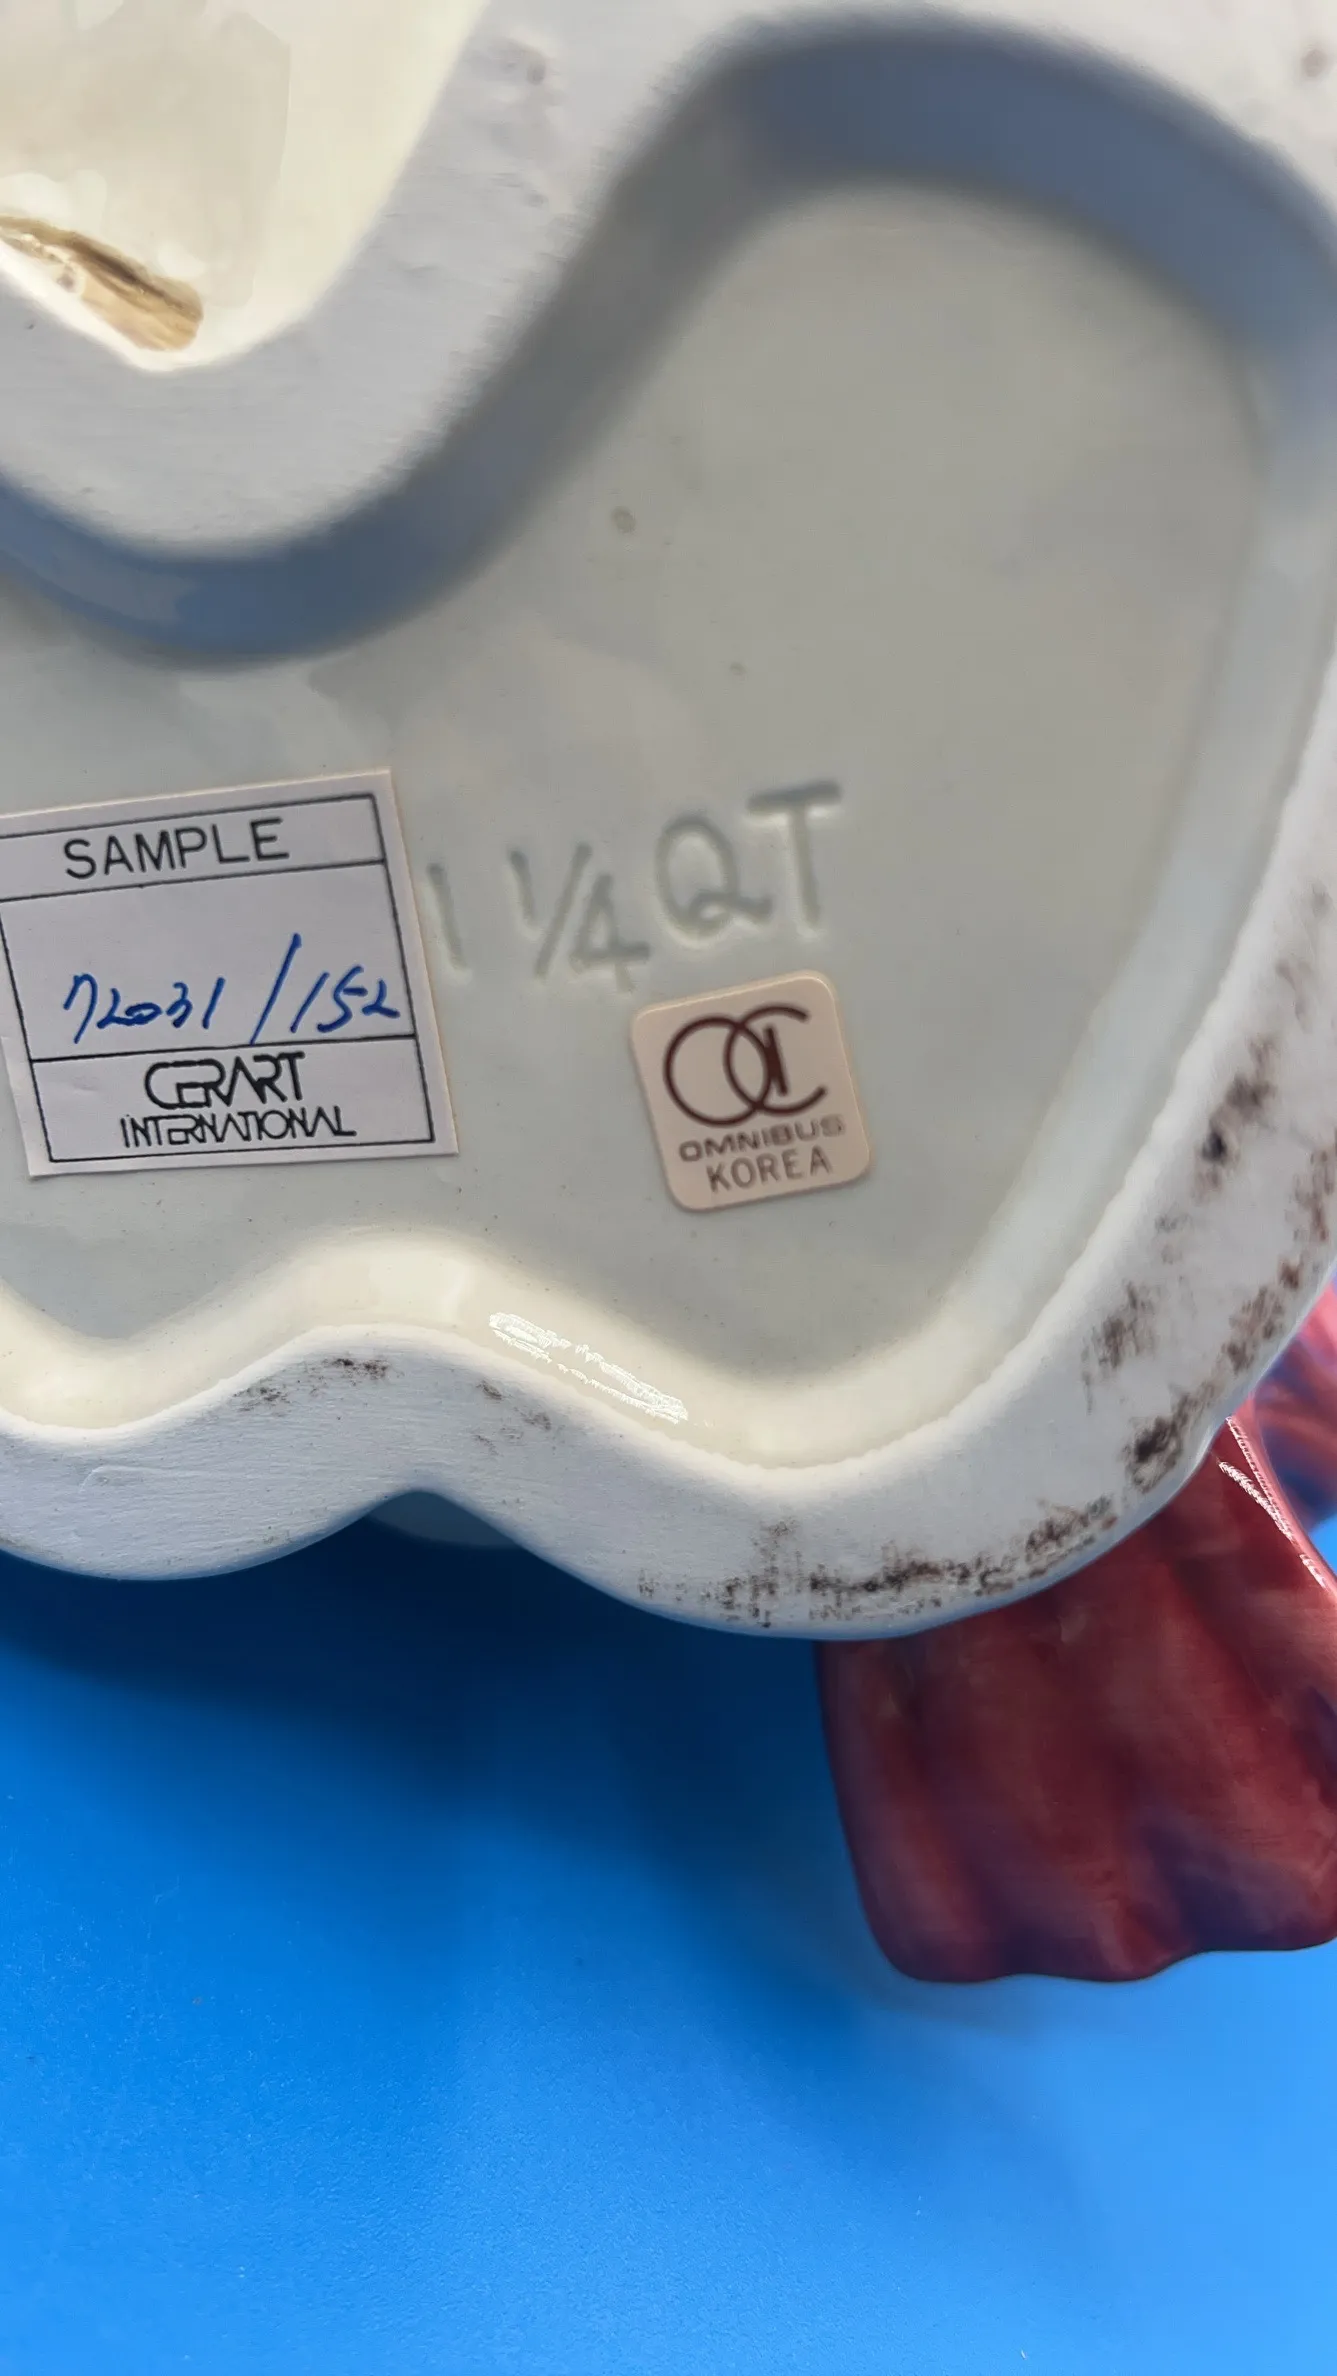 SAMPLE
72031/152
CERART
INTERNATIONAL
1 1/4 QT
OC
OMNIBUS
KOREA